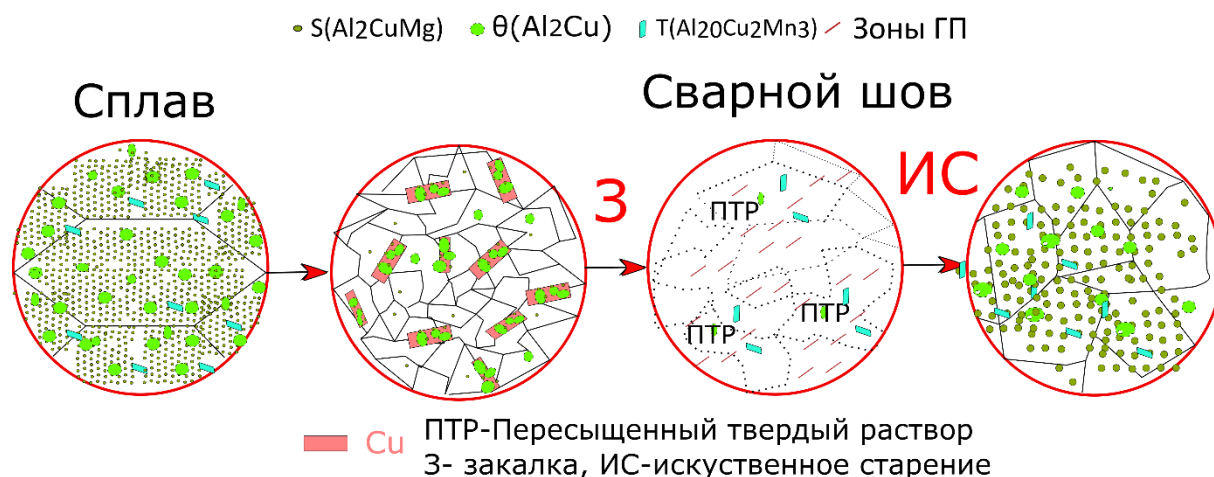 S(Al2CuMg) θ(Al2Cu) T(Al20Cu2Mn3) Зоны ГП
Сплав
Сварной шов
З
ИС
ПТР
ПТР
ПТР
Cu
ПТР-Пересыщенный твердый раствор
З- закалка, ИС-искуственное старение